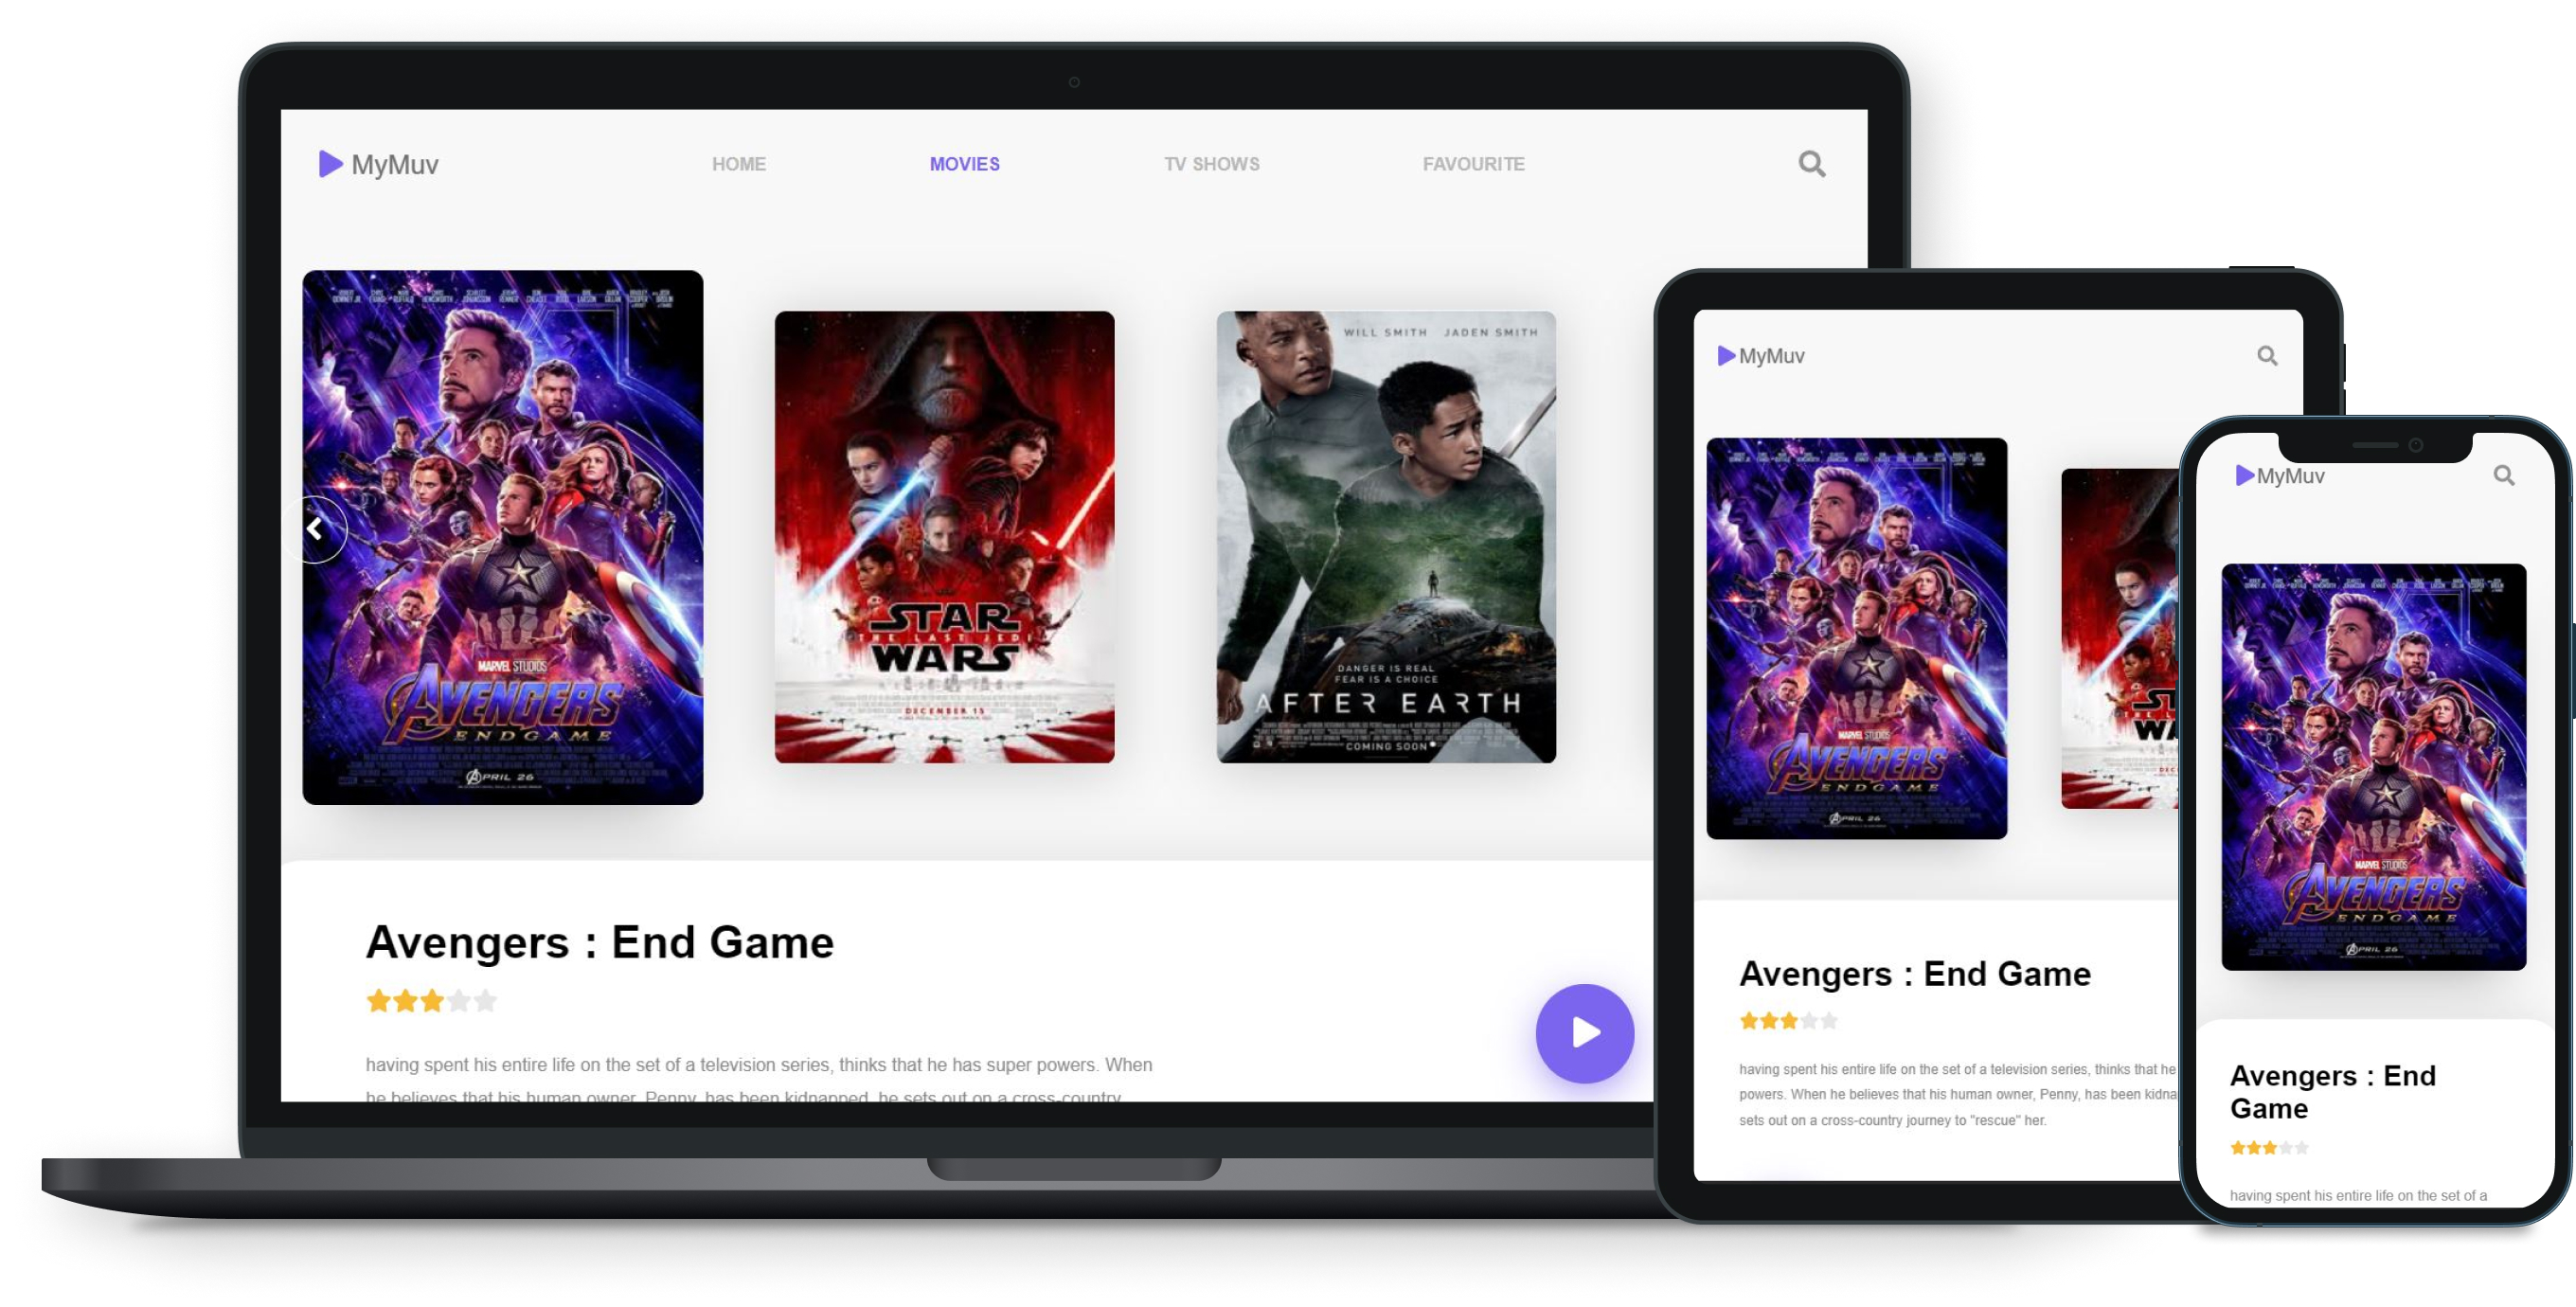 MyMuv
HOME
MOVIES
TV SHOWS
FAVOURITE
MARVEL STUDIOS
AVENGERS
ENDGAME
APRIL 26
STAR
THE LAST JEDI
WARS
DECEMBER 15
WILL SMITH JADEN SMITH
DANGER IS REAL
FEAR IS A CHOICE
AFTER EARTH
COMING SOON
Avengers : End Game
having spent his entire life on the set of a television series, thinks that he has super powers. When
he believes that his human owner, Penny, has been kidnapped, he sets out on a cross-country
MyMuv
MARVEL STUDIOS
AVENGERS
ENDGAME
APRIL 26
Avengers : End Game
having spent his entire life on the set of a television series, thinks that he
powers. When he believes that his human owner, Penny, has been kidna
sets out on a cross-country journey to "rescue" her.
MyMuv
MARVEL STUDIOS
AVENGERS
ENDGAME
APRIL 26
Avengers : End
Game
having spent his entire life on the set of a